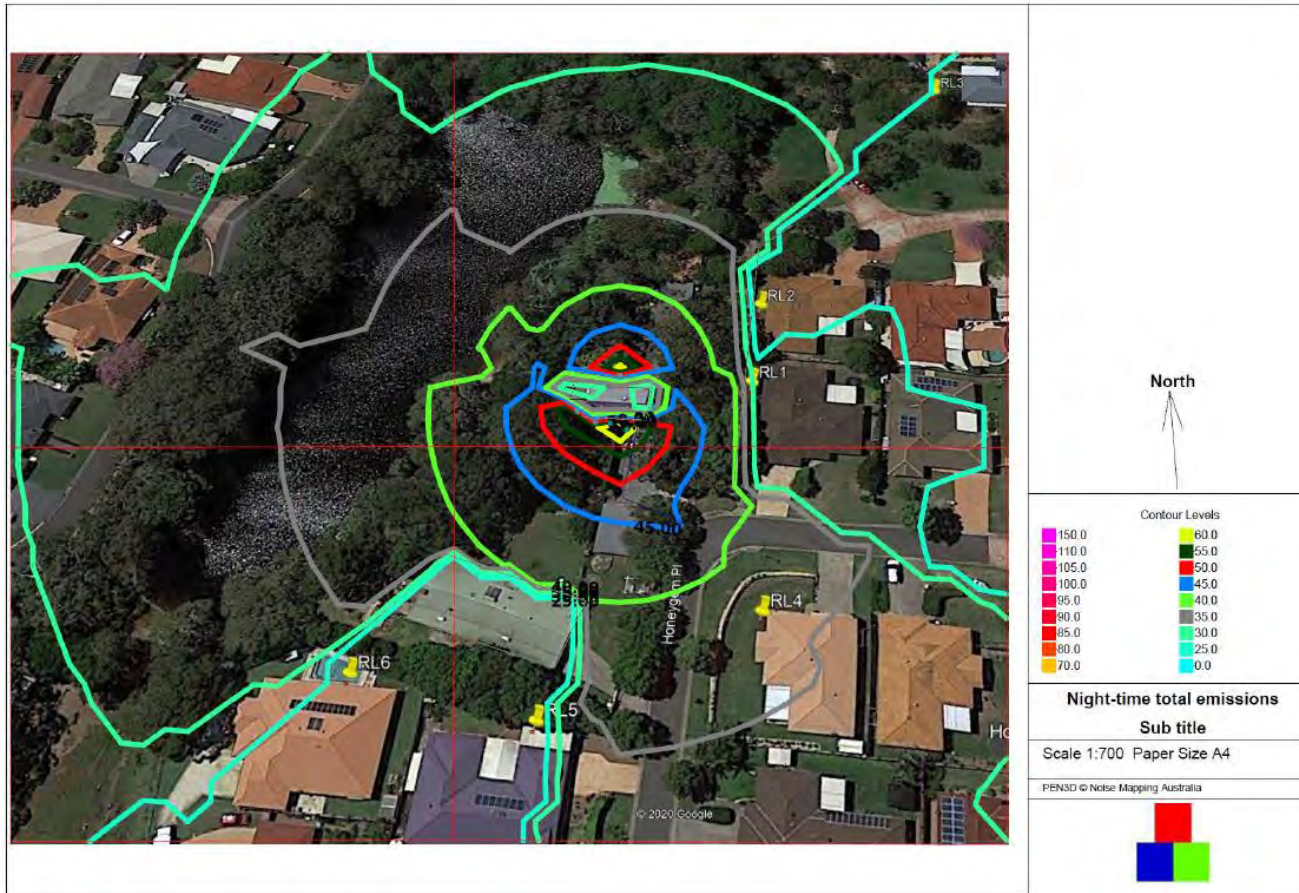 RL3
RL2
RL1
45.00
RL4
Honeygem Pl
RL6
RL5
Ho
© 2020 Google
North
Contour Levels
150.0 60.0
110.0 55.0
105.0 50.0
100.0 45.0
95.0 40.0
90.0 35.0
85.0 30.0
80.0 25.0
70.0 0.0
Night-time total emissions
Sub title
Scale 1:700 Paper Size A4
PEN3D © Noise Mapping Australia